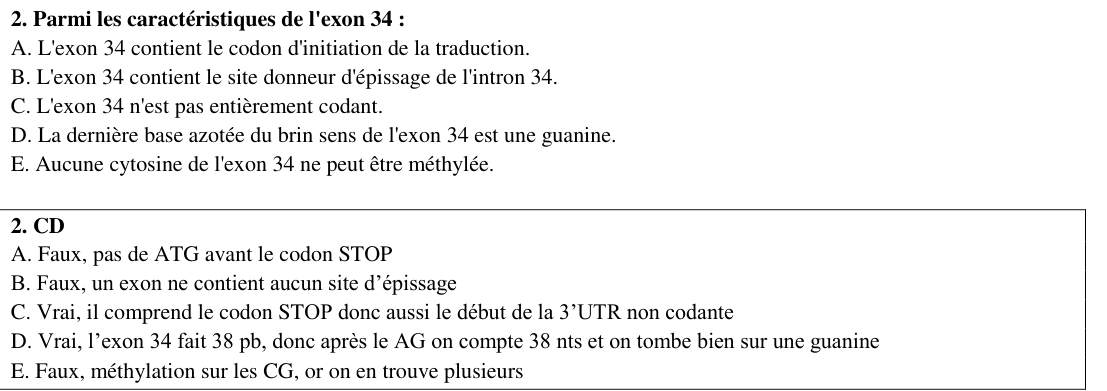 2. Parmi les caractéristiques de l'exon 34 :
A. L'exon 34 contient le codon d'initiation de la traduction.
B. L'exon 34 contient le site donneur d'épissage de l'intron 34.
C. L'exon 34 n'est pas entièrement codant.
D. La dernière base azotée du brin sens de l'exon 34 est une guanine.
E. Aucune cytosine de l'exon 34 ne peut être méthylée.
2. CD
A. Faux, pas de ATG avant le codon STOP
B. Faux, un exon ne contient aucun site d’épissage
C. Vrai, il comprend le codon STOP donc aussi le début de la 3’UTR non codante
D. Vrai, l’exon 34 fait 38 pb, donc après le AG on compte 38 nts et on tombe bien sur une guanine
E. Faux, méthylation sur les CG, or on en trouve plusieurs